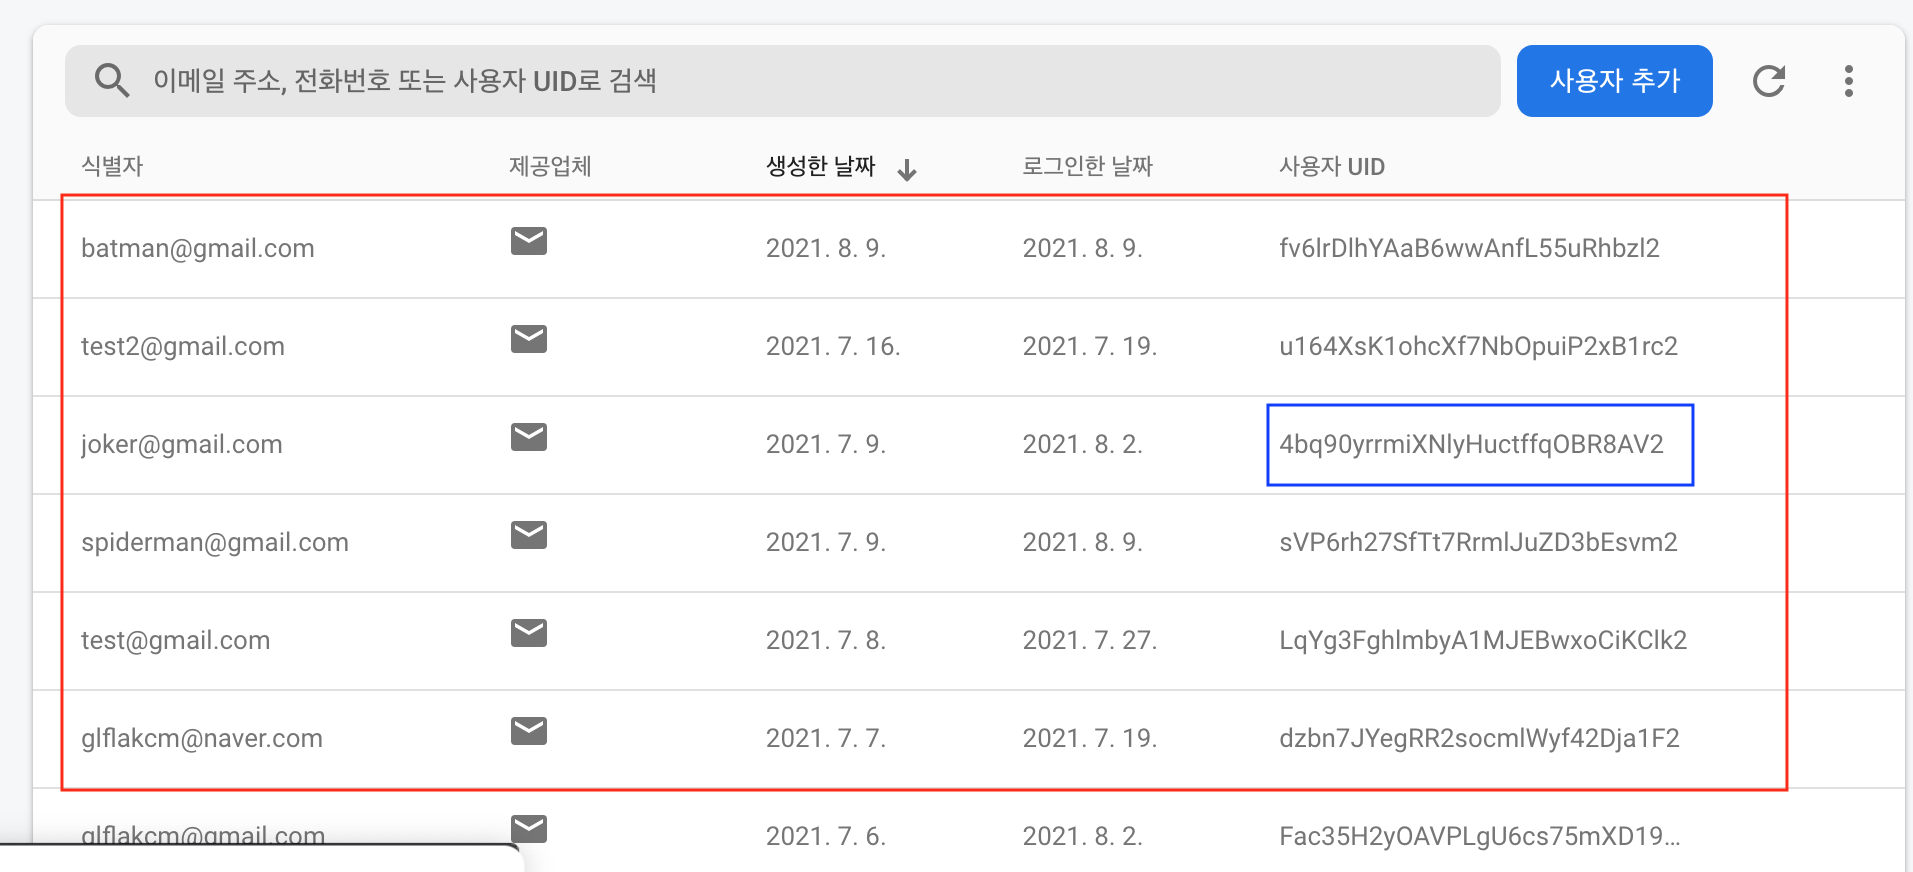 이메일 주소, 전화번호 또는 사용자 UID로 검색 사용자 추가
식별자 제공업체 생성한 날짜 로그인한 날짜 사용자 UID
batman@gmail.com 2021. 8. 9. 2021. 8. 9. fv6lrDlhYAaB6wwAnfL55uRhbzl2
test2@gmail.com 2021. 7. 16. 2021. 7. 19. u164XsK1ohcXf7NbOpuiP2xB1rc2
joker@gmail.com 2021. 7. 9. 2021. 8. 2. 4bq90yrrmiXNlyHuctffqOBR8AV2
spiderman@gmail.com 2021. 7. 9. 2021. 8. 9. sVP6rh27SfTt7RrmlJuZD3bEsvm2
test@gmail.com 2021. 7. 8. 2021. 7. 27. LqYg3FghlmbyA1MJEBwxoCiKClk2
glflakcm@naver.com 2021. 7. 7. 2021. 7. 19. dzbn7JYegRR2socmlWyf42Dja1F2
glflakcm@gmail.com 2021. 7. 6. 2021. 8. 2. Fac35H2yOAVPLgU6cs75mXD19...